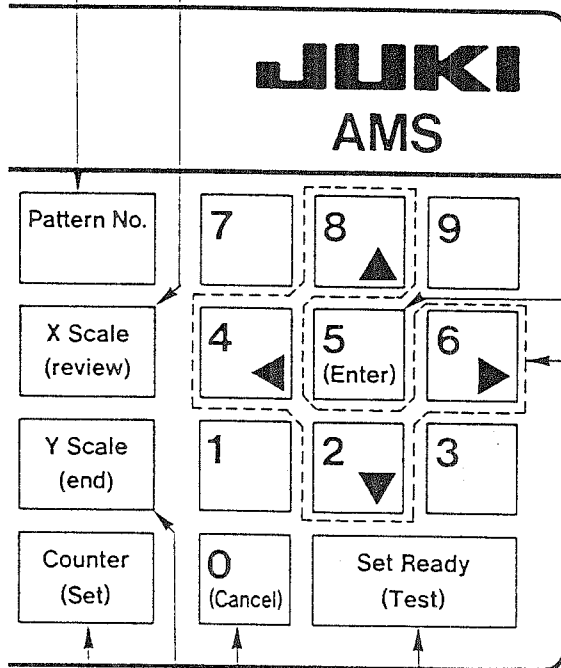 JUKI
AMS
Pattern No.
7
8
9
X Scale
(review)
4
5
(Enter)
6
Y Scale
(end)
1
2
3
Counter
(Set)
0
(Cancel)
Set Ready
(Test)